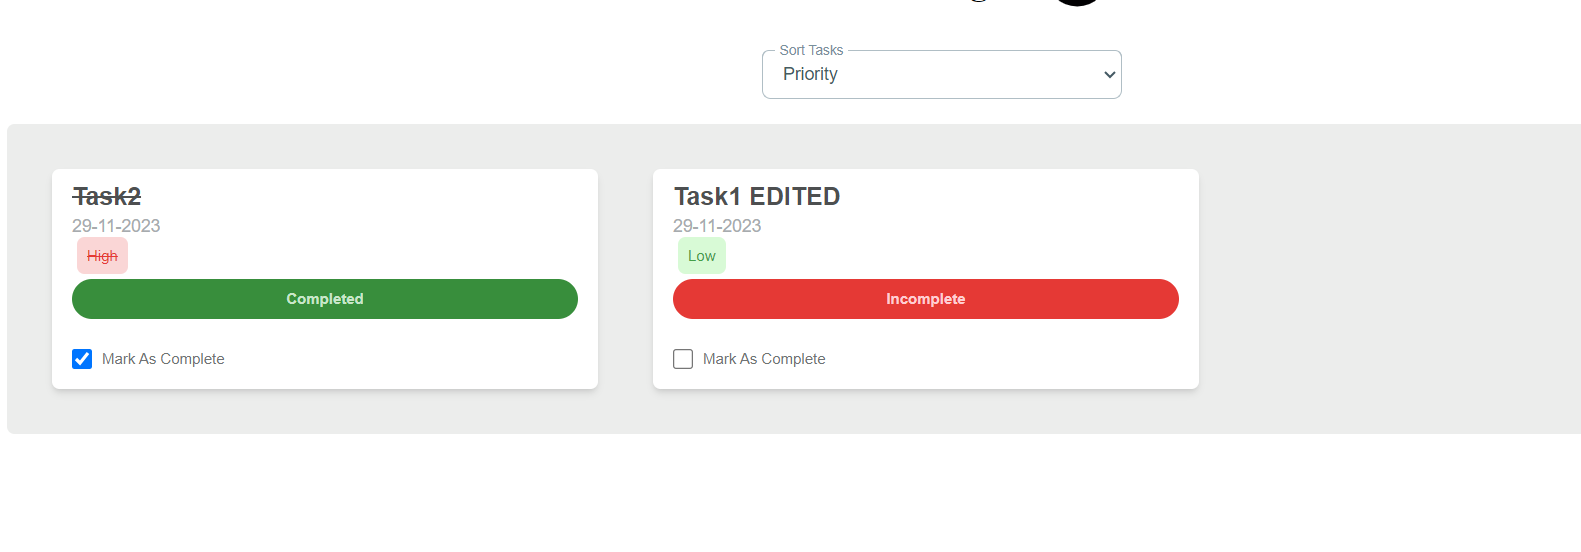 Sort Tasks
Priority
Task2
29-11-2023
High
Completed
Mark As Complete
Task1 EDITED
29-11-2023
Low
Incomplete
Mark As Complete